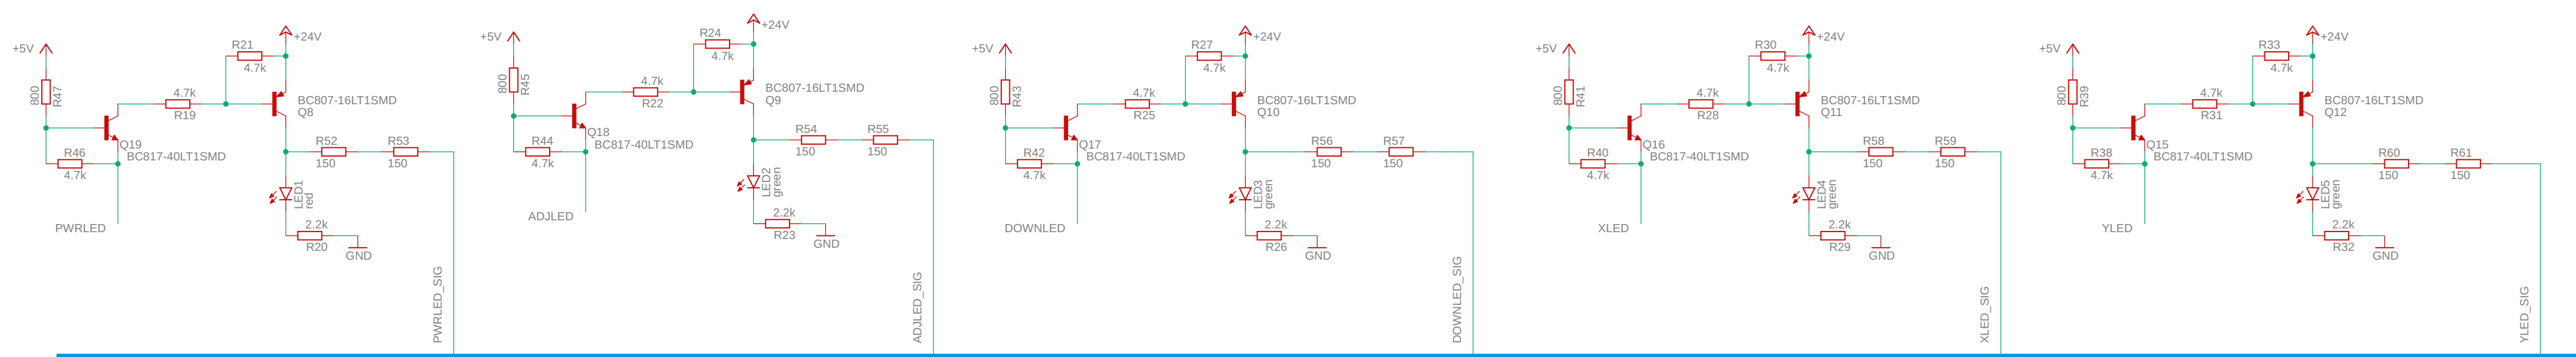 +5V
800
R47
R46
4.7k
Q19
BC817-40LT1SMD
PWRLED
4.7k
R19
R21
4.7k
+24V
BC807-16LT1SMD
Q8
R52
150
R53
150
LED1
red
2.2k
R20
GND
PWRLED_SIG
+5V
800
R45
R44
4.7k
Q18
BC817-40LT1SMD
ADJLED
4.7k
R22
R24
4.7k
+24V
BC807-16LT1SMD
Q9
R54
150
R55
150
LED2
green
2.2k
R23
GND
ADJLED_SIG
+5V
800
R43
R42
4.7k
Q17
BC817-40LT1SMD
DOWNLED
4.7k
R25
R27
4.7k
+24V
BC807-16LT1SMD
Q10
R56
150
R57
150
LED3
green
2.2k
R26
GND
DOWNLED_SIG
+5V
800
R41
R40
4.7k
Q16
BC817-40LT1SMD
XLED
4.7k
R28
R30
4.7k
+24V
BC807-16LT1SMD
Q11
R58
150
R59
150
LED4
green
2.2k
R29
GND
XLED_SIG
+5V
800
R39
R38
4.7k
Q15
BC817-40LT1SMD
YLED
4.7k
R31
R33
4.7k
+24V
BC807-16LT1SMD
Q12
R60
150
R61
150
LED5
green
2.2k
R32
GND
YLED_SIG